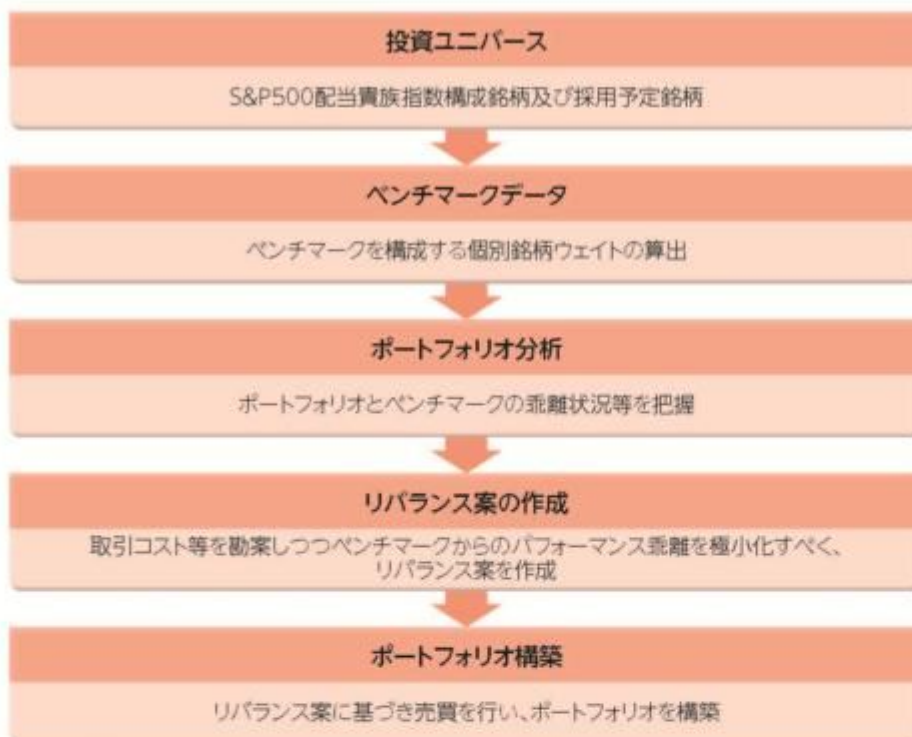 投資ユニバース
S&P500配当貴族指数構成銘柄及び採用予定銘柄
ベンチマークデータ
ベンチマークを構成する個別銘柄ウェイトの算出
ポートフォリオ分析
ポートフォリオとベンチマークの乖離状況等を把握
リバランス案の作成
取引コスト等を勘案しつつベンチマークからのパフォーマンス乖離を極小化すべく、
リバランス案を作成
ポートフォリオ構築
リバランス案に基づき売買を行い、ポートフォリオを構築